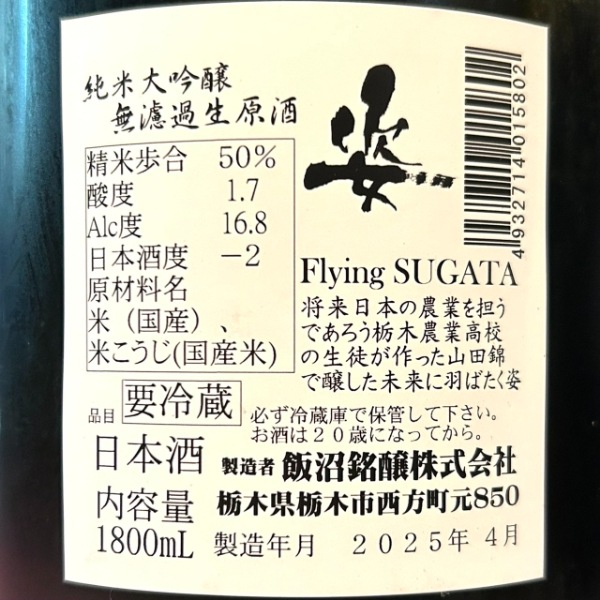 純米大吟醸
無濾過生原酒
精米歩合 50%
酸度 1.7
Alc度 16.8
日本酒度 −2
原材料名
米（国産）、
米こうじ(国産米)
姿
4932714015802
Flying SUGATA
将来日本の農業を担う
であろう栃木農業高校
の生徒が作った山田錦
で醸した未来に羽ばたく姿
要冷蔵
必ず冷蔵庫で保管して下さい。
お酒は20歳になってから。
品目
日本酒
製造者 飯沼銘醸株式会社
栃木県栃木市西方町元850
内容量
1800mL
製造年月 2025年 4月